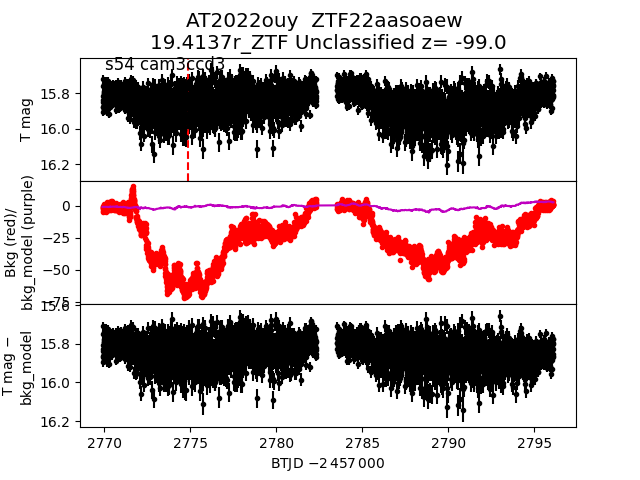 AT2022ouy  ZTF22aasoaew
19.4137r_ZTF Unclassified z= -99.0
s54 cam3ccd3
T mag
15.8
16.0
16.2
Bkg (red)/
bkg_model (purple)
0
−25
−50
−75
T mag −
bkg_model
15.6
15.8
16.0
16.2
2770
2775
2780
2785
2790
2795
BTJD −2 457 000